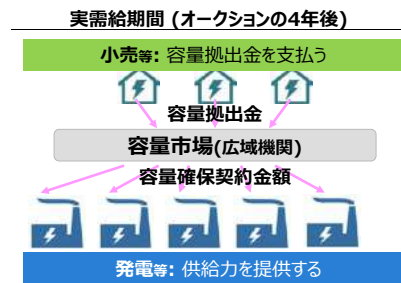 実需給期間 (オークションの4年後)
小売等: 容量拠出金を支払う
容量拠出金
容量市場(広域機関)
容量確保契約金額
発電等: 供給力を提供する